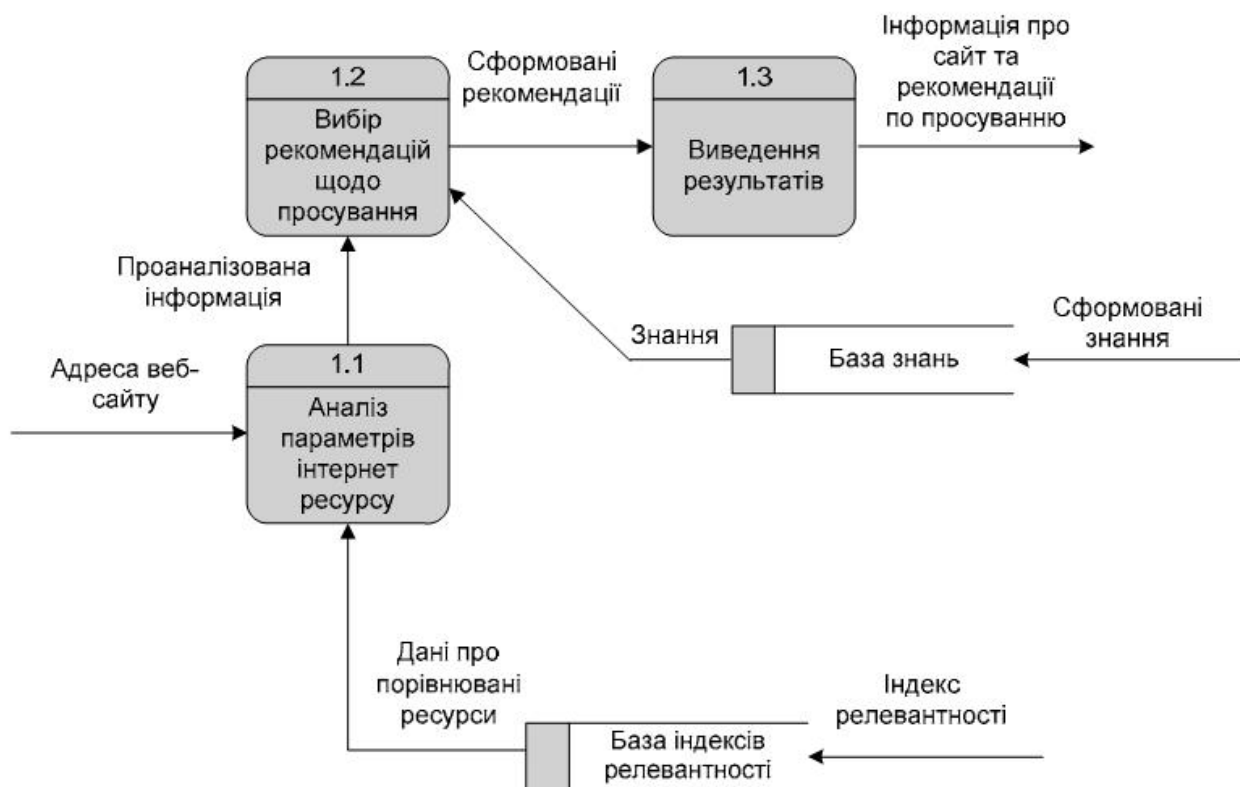 1.2
Вибір
рекомендацій
щодо
просування
Сформовані
рекомендації
1.3
Виведення
результатів
Інформація про
сайт та
рекомендації
по просуванню
Проаналізована
інформація
Знання
База знань
Сформовані
знання
Адреса веб-
сайту
1.1
Аналіз
параметрів
інтернет
ресурсу
Дані про
порівнювані
ресурси
База індексів
релевантності
Індекс
релевантності